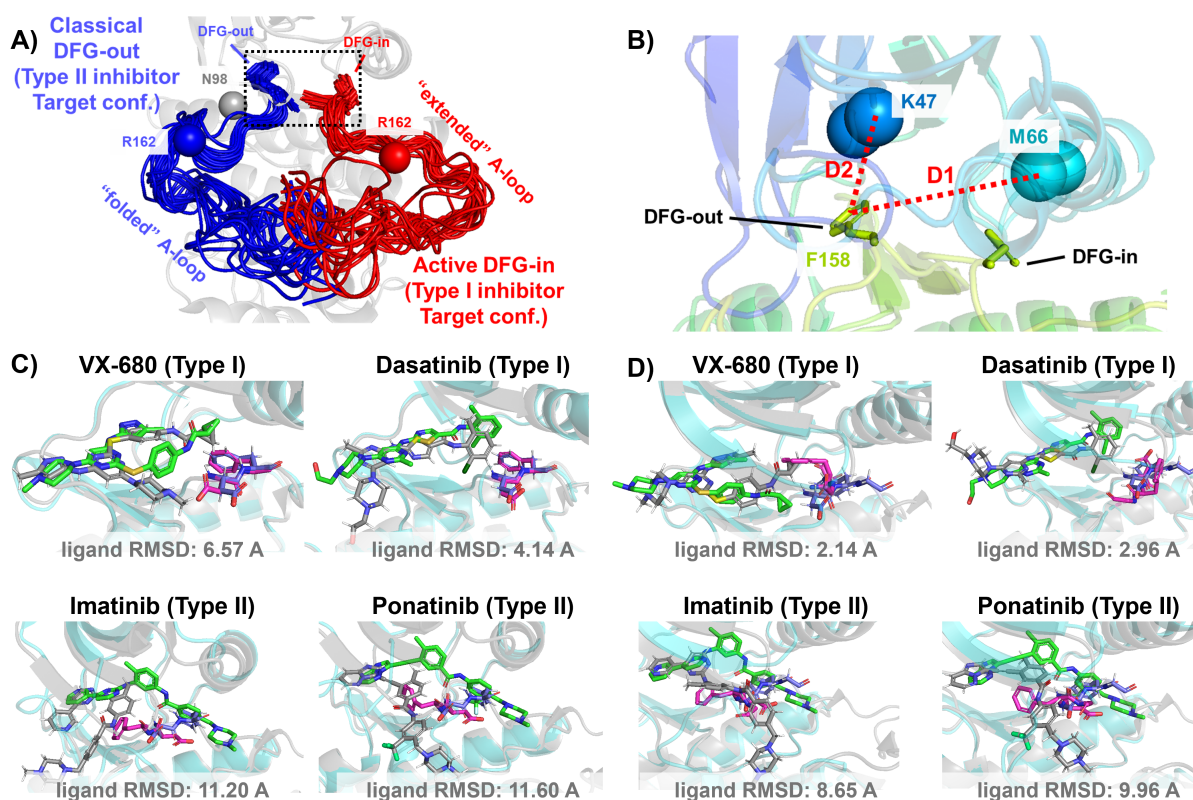 A)
Classical
DFG-out
(Type II inhibitor
Target conf.)
DFG-out
DFG-in
N98
R162
R162
"extended" A-loop
"folded" A-loop
Active DFG-in
(Type I inhibitor
Target conf.)
B)
K47
M66
D2
D1
DFG-out
F158
DFG-in
C)
VX-680 (Type I)
Dasatinib (Type I)
ligand RMSD: 6.57 A
ligand RMSD: 4.14 A
Imatinib (Type II)
Ponatinib (Type II)
ligand RMSD: 11.20 A
ligand RMSD: 11.60 A
D)
VX-680 (Type I)
Dasatinib (Type I)
ligand RMSD: 2.14 A
ligand RMSD: 2.96 A
Imatinib (Type II)
Ponatinib (Type II)
ligand RMSD: 8.65 A
ligand RMSD: 9.96 A